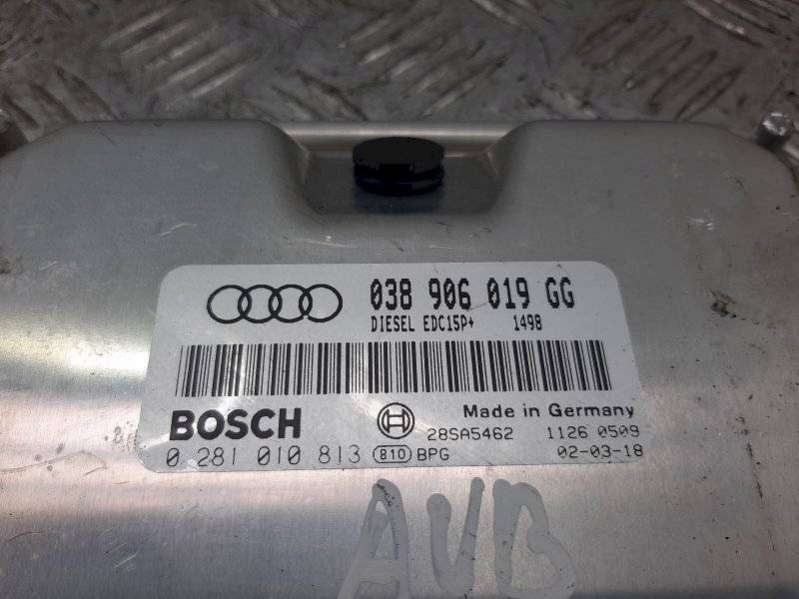 038 906 019 GG
DIESEL EDC15P+ 1498
BOSCH Made in Germany
28SA5462 1126 0509
0 281 010 813 810 BPG 02-03-18
AVB